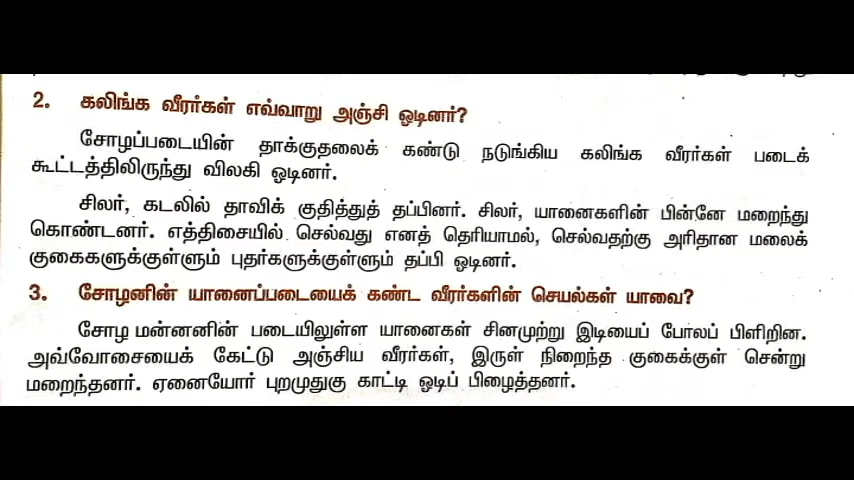 2. கலிங்க வீரர்கள் எவ்வாறு அஞ்சி ஓடினர்?
சோழப்படையின் தாக்குதலைக் கண்டு நடுங்கிய கலிங்க வீரர்கள் படைக்
கூட்டத்திலிருந்து விலகி ஓடினர்.
சிலர், கடலில் தாவிக் குதித்துத் தப்பினர். சிலர், யானைகளின் பின்னே மறைந்து
கொண்டனர். எத்திசையில் செல்வது எனத் தெரியாமல், செல்வதற்கு அரிதான மலைக்
குகைகளுக்குள்ளும் புதர்களுக்குள்ளும் தப்பி ஓடினர்.
3. சோழனின் யானைப்படையைக் கண்ட வீரர்களின் செயல்கள் யாவை?
சோழ மன்னனின் படையிலுள்ள யானைகள் சினமுற்று இடியைப் போலப் பிளிறின.
அவ்வோசையைக் கேட்டு அஞ்சிய வீரர்கள், இருள் நிறைந்த குகைக்குள் சென்று
மறைந்தனர். ஏனையோர் புறமுதுகு காட்டி ஓடிப் பிழைத்தனர்.